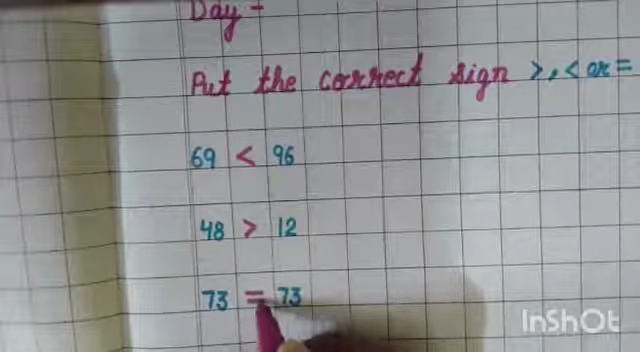 Day -
Put the correct sign >, < or =
69 < 96
48 > 12
73 = 73
InShOt